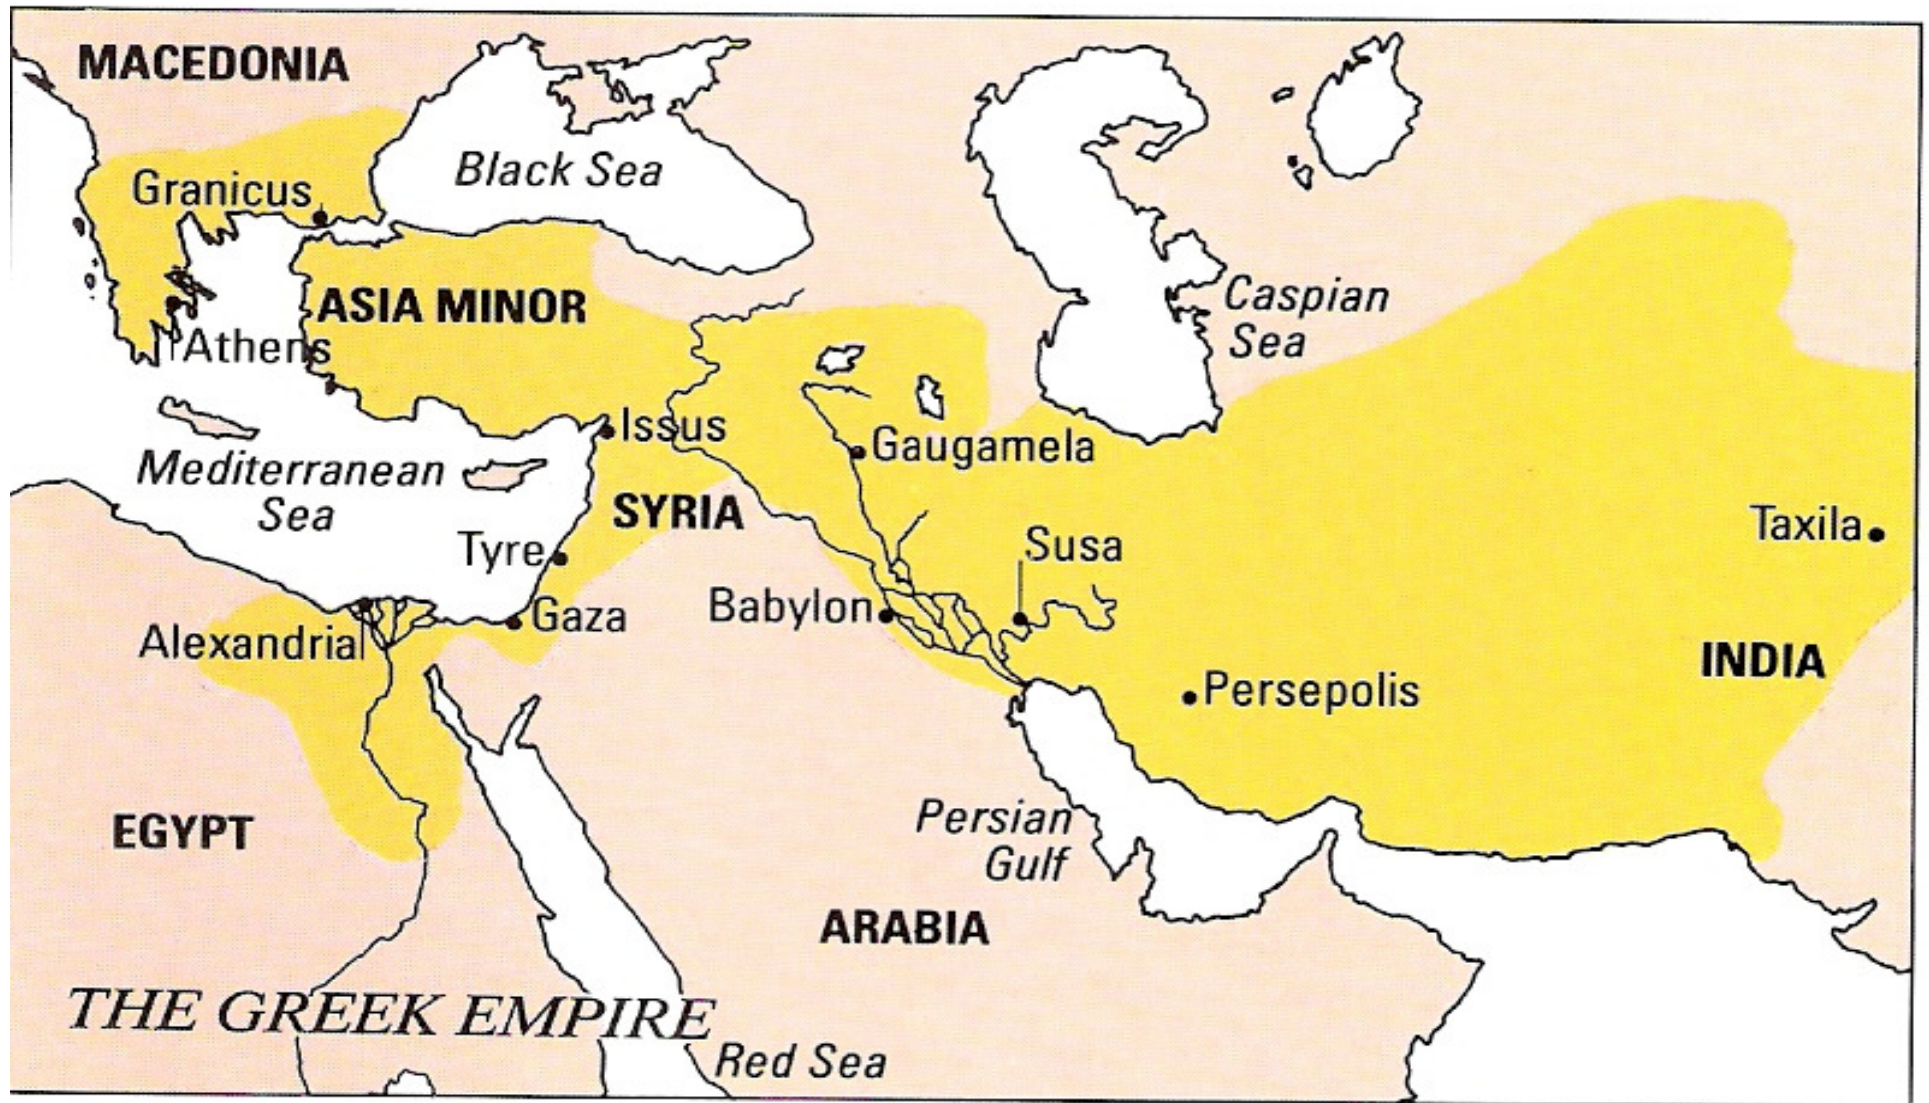 MACEDONIA
Black Sea
Granicus
ASIA MINOR
Caspian
Sea
Athens
Issus
Gaugamela
Mediterranean
Sea
SYRIA
Taxila
Tyre
Susa
Babylon
Gaza
Alexandria
INDIA
Persepolis
EGYPT
Persian
Gulf
ARABIA
THE GREEK EMPIRE
Red Sea